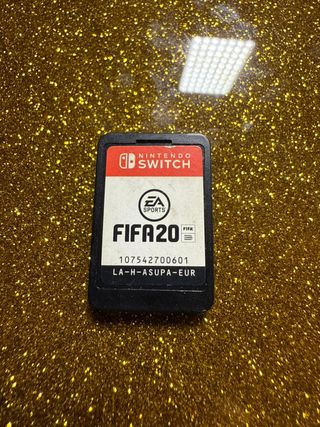 NINTENDO
SWITCH
EA
SPORTS
FIFA20
FIFA
107542700601
LA-H-ASUPA-EUR